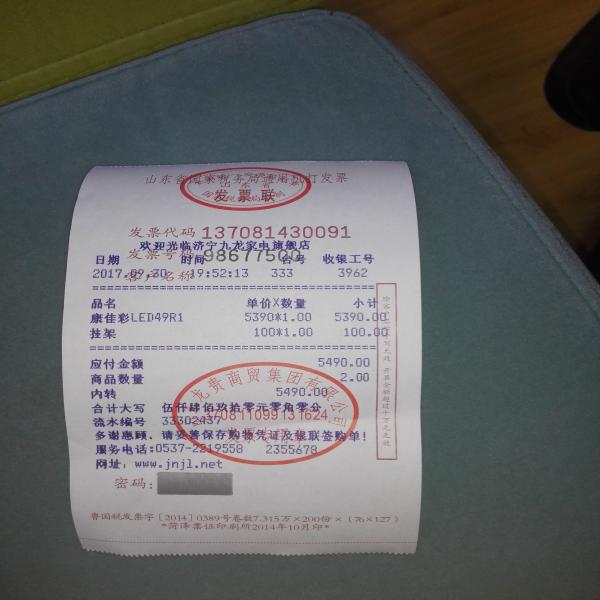 山东省国家税务局通用机打发票
发票联
发票代码 137081430091
欢迎光临济宁九龙家电旗舰店
发票号码 98677500
日期 时间 台号 收银工号
客户名称
2017.09.30 19:52:13 333 3962
品名 单价X数量 小计
康佳彩LED49R1 5390*1.00 5390.00
挂架 100*1.00 100.00
应付金额 5490.00
商品数量 2.00
内转 5490.00
合计大写 伍仟肆佰玖拾零元零角零分
流水编号 33302437
多谢惠顾,请妥善保存购物凭证及银联签购单!
服务电话:0537-2219558 2355678
网址:www.jnjl.net
密码:
鲁国税发票字〔2014〕0389号卷数7.315万×200份×(76×127)
*菏泽票证印刷所2014年10月印*
龙贵商贸集团有限公司